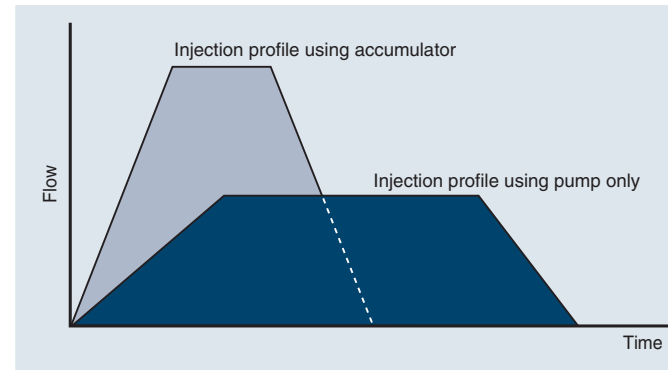 Injection profile using accumulator
Injection profile using pump only
Flow
Time